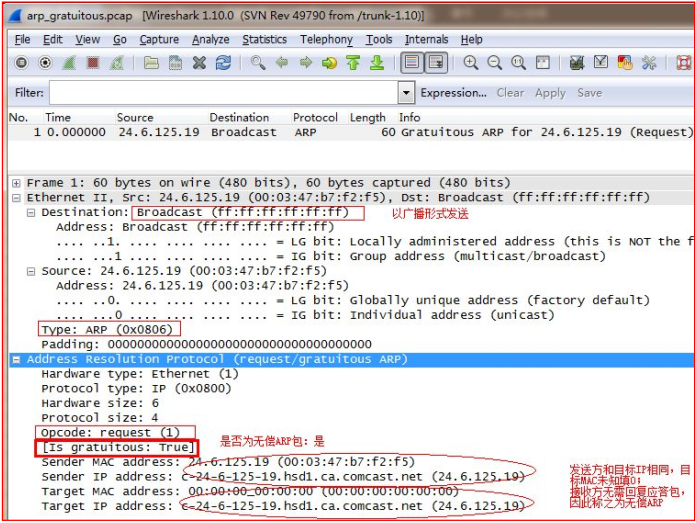 arp_gratuitous.pcap [Wireshark 1.10.0 (SVN Rev 49790 from /trunk-1.10)]
File Edit View Go Capture Analyze Statistics Telephony Tools Internals Help
Filter: Expression... Clear Apply Save
No. Time Source Destination Protocol Length Info
1 0.000000 24.6.125.19 Broadcast ARP 60 Gratuitous ARP for 24.6.125.19 (Request)
Frame 1: 60 bytes on wire (480 bits), 60 bytes captured (480 bits)
Ethernet II, Src: 24.6.125.19 (00:03:47:b7:f2:f5), Dst: Broadcast (ff:ff:ff:ff:ff:ff)
Destination: Broadcast (ff:ff:ff:ff:ff:ff) 以广播形式发送
Address: Broadcast (ff:ff:ff:ff:ff:ff)
.... ..1. .... .... .... .... = LG bit: Locally administered address (this is NOT the f
.... ...1 .... .... .... .... = IG bit: Group address (multicast/broadcast)
Source: 24.6.125.19 (00:03:47:b7:f2:f5)
Address: 24.6.125.19 (00:03:47:b7:f2:f5)
.... ..0. .... .... .... .... = LG bit: Globally unique address (factory default)
.... ...0 .... .... .... .... = IG bit: Individual address (unicast)
Type: ARP (0x0806)
Padding: 000000000000000000000000000000000000
Address Resolution Protocol (request/gratuitous ARP)
Hardware type: Ethernet (1)
Protocol type: IP (0x0800)
Hardware size: 6
Protocol size: 4
Opcode: request (1)
[Is gratuitous: True] 是否为无偿ARP包：是
Sender MAC address: 24.6.125.19 (00:03:47:b7:f2:f5)
Sender IP address: c-24-6-125-19.hsd1.ca.comcast.net (24.6.125.19)
Target MAC address: 00:00:00_00:00:00 (00:00:00:00:00:00)
Target IP address: c-24-6-125-19.hsd1.ca.comcast.net (24.6.125.19)
发送方和目标IP相同，目
标MAC未知填0；
接收方无需回复应答包，
因此称之为无偿ARP